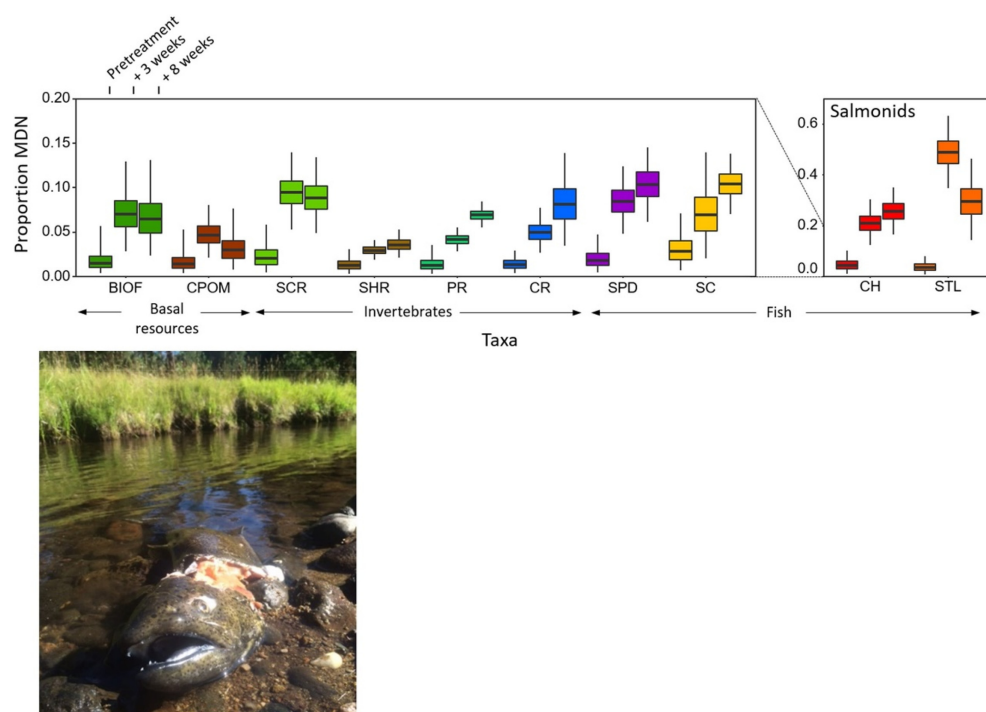 Pretreatment
+ 3 weeks
+ 8 weeks
Proportion MDN
0.20
0.15
0.10
0.05
0.00
BIOF CPOM SCR SHR PR CR SPD SC
Salmonids
0.6
0.4
0.2
0.0
CH STL
Basal
resources
Invertebrates
Fish
Taxa